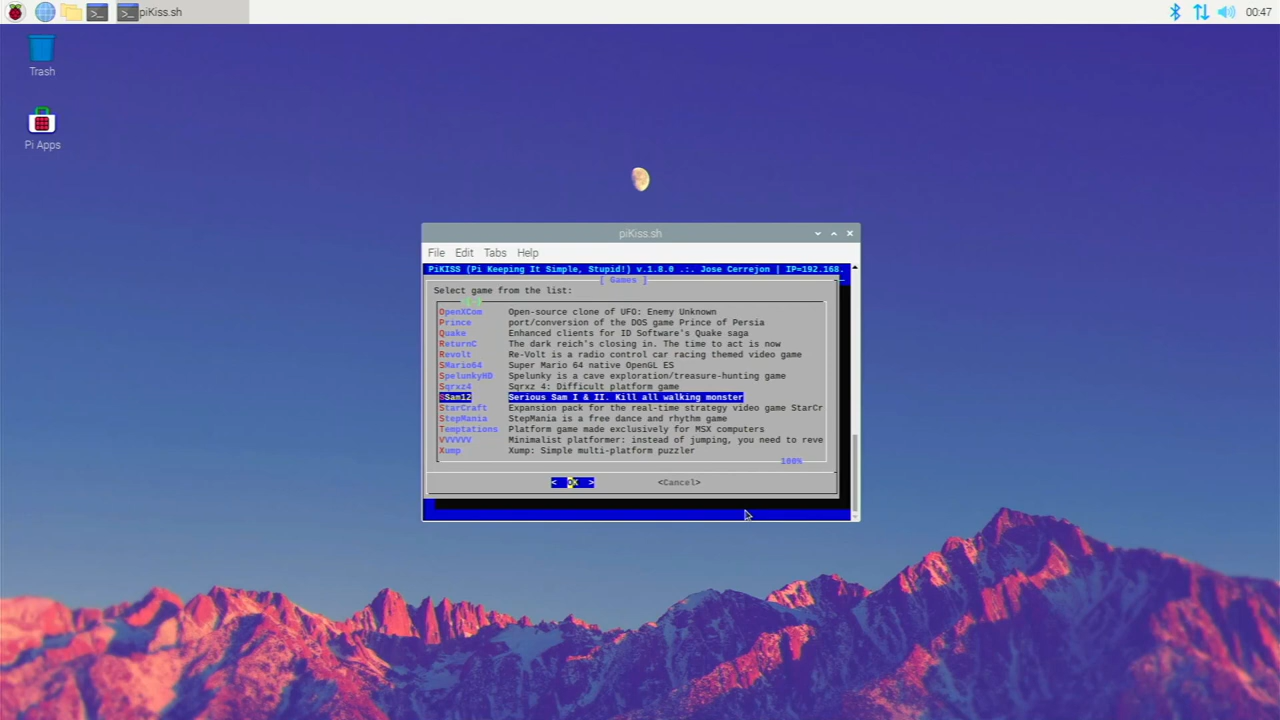 piKiss.sh
00:47
Trash
Pi Apps
piKiss.sh
File Edit Tabs Help
PiKISS (Pi Keeping It Simple, Stupid!) v.1.8.0 .:. Jose Cerrejon | IP=192.168.
[ Games ]
Select game from the list:
OpenXCom Open-source clone of UFO: Enemy Unknown
Prince port/conversion of the DOS game Prince of Persia
Quake Enhanced clients for ID Software's Quake saga
ReturnC The dark reich's closing in. The time to act is now
Revolt Re-Volt is a radio control car racing themed video game
SMario64 Super Mario 64 native OpenGL ES
SpelunkyHD Spelunky is a cave exploration/treasure-hunting game
Sqrxz4 Sqrxz 4: Difficult platform game
SSam12 Serious Sam I & II. Kill all walking monster
StarCraft Expansion pack for the real-time strategy video game StarCr
StepMania StepMania is a free dance and rhythm game
Temptations Platform game made exclusively for MSX computers
VVVVVV Minimalist platformer: instead of jumping, you need to reve
Xump Xump: Simple multi-platform puzzler
100%
< OK > <Cancel>